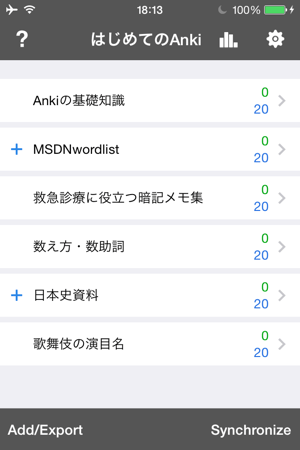 18:13
100%
?
はじめてのAnki
Ankiの基礎知識
0
20
+ MSDNwordlist
0
20
救急診療に役立つ暗記メモ集
0
20
数え方・数助詞
0
20
+ 日本史資料
0
20
歌舞伎の演目名
0
20
Add/Export
Synchronize